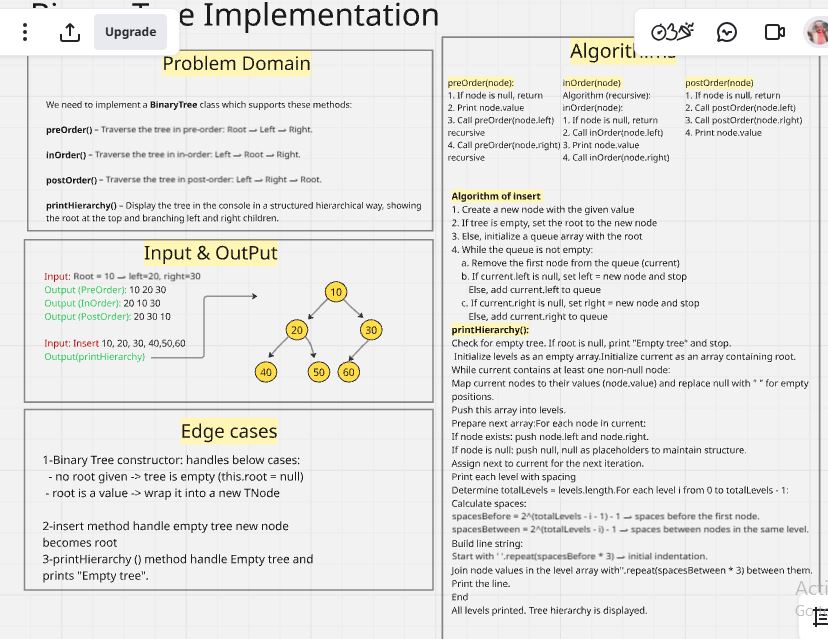 Tree Implementation
Upgrade
Problem Domain
We need to implement a BinaryTree class which supports these methods:
preOrder() – Traverse the tree in pre-order: Root → Left → Right.
inOrder() – Traverse the tree in in-order: Left → Root → Right.
postOrder() – Traverse the tree in post-order: Left → Right → Root.
printHierarchy() – Display the tree in the console in a structured hierarchical way, showing
the root at the top and branching left and right children.
Input & OutPut
Input: Root = 10 → left=20, right=30
Output (PreOrder): 10 20 30
Output (InOrder): 20 10 30
Output (PostOrder): 20 30 10
Input: Insert 10, 20, 30, 40,50,60
Output(printHierarchy)
10
20 30
40 50 60
Edge cases
1-Binary Tree constructor: handles below cases:
- no root given -> tree is empty (this.root = null)
- root is a value -> wrap it into a new TNode
2-insert method handle empty tree new node
becomes root
3-printHierarchy () method handle Empty tree and
prints "Empty tree".
Algorithms
preOrder(node):
1. If node is null, return
2. Print node.value
3. Call preOrder(node.left)
recursive
4. Call preOrder(node.right)
recursive
inOrder(node)
Algorithm (recursive):
inOrder(node):
1. If node is null, return
2. Call inOrder(node.left)
3. Print node.value
4. Call inOrder(node.right)
postOrder(node)
1. If node is null, return
2. Call postOrder(node.left)
3. Call postOrder(node.right)
4. Print node.value
Algorithm of insert
1. Create a new node with the given value
2. If tree is empty, set the root to the new node
3. Else, initialize a queue array with the root
4. While the queue is not empty:
a. Remove the first node from the queue (current)
b. If current.left is null, set left = new node and stop
Else, add current.left to queue
c. If current.right is null, set right = new node and stop
Else, add current.right to queue
printHierarchy():
Check for empty tree. If root is null, print "Empty tree" and stop.
Initialize levels as an empty array.Initialize current as an array containing root.
While current contains at least one non-null node:
Map current nodes to their values (node.value) and replace null with " " for empty
positions.
Push this array into levels.
Prepare next array:For each node in current:
If node exists: push node.left and node.right.
If node is null: push null, null as placeholders to maintain structure.
Assign next to current for the next iteration.
Print each level with spacing
Determine totalLevels = levels.length.For each level i from 0 to totalLevels - 1:
Calculate spaces:
spacesBefore = 2^(totalLevels - i - 1) - 1 → spaces before the first node.
spacesBetween = 2^(totalLevels - i) - 1 → spaces between nodes in the same level.
Build line string:
Start with ' '.repeat(spacesBefore * 3) → initial indentation.
Join node values in the level array with''.repeat(spacesBetween * 3) between them.
Print the line.
End
All levels printed. Tree hierarchy is displayed.